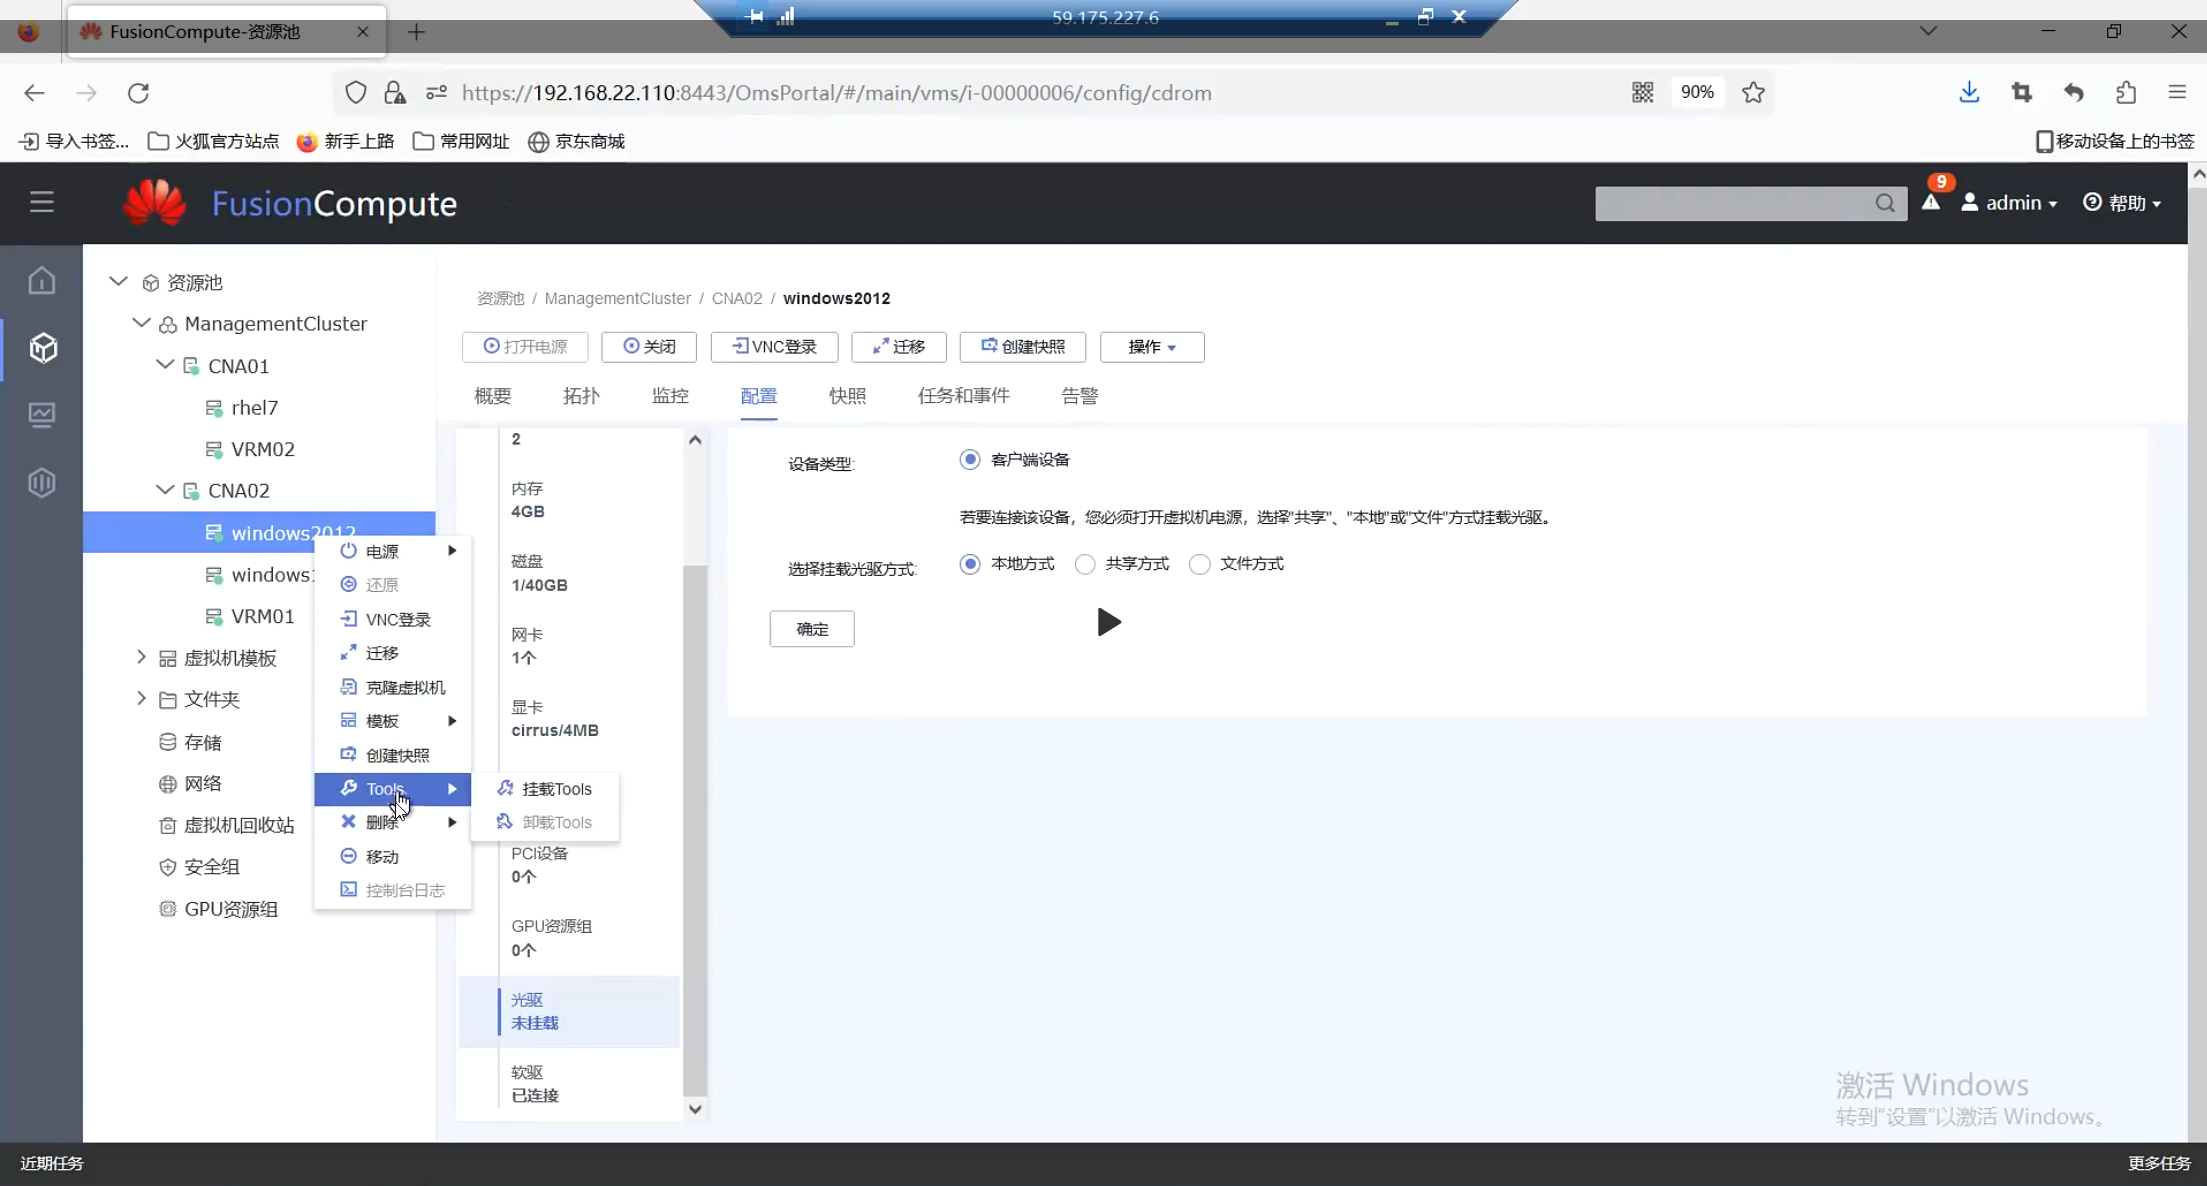 59.175.227.6
FusionCompute-资源池
https://192.168.22.110:8443/OmsPortal/#/main/vms/i-00000006/config/cdrom
90%
导入书签...
火狐官方站点
新手上路
常用网址
京东商城
移动设备上的书签
FusionCompute
9
admin
帮助
资源池
ManagementCluster
CNA01
rhel7
VRM02
CNA02
windows2012
windows
VRM01
虚拟机模板
文件夹
存储
网络
虚拟机回收站
安全组
GPU资源组
电源
还原
VNC登录
迁移
克隆虚拟机
模板
创建快照
Tools
删除
移动
控制台日志
挂载Tools
卸载Tools
资源池 / ManagementCluster / CNA02 / windows2012
打开电源
关闭
VNC登录
迁移
创建快照
操作
概要
拓扑
监控
配置
快照
任务和事件
告警
2
内存
4GB
磁盘
1/40GB
网卡
1个
显卡
cirrus/4MB
PCI设备
0个
GPU资源组
0个
光驱
未挂载
软驱
已连接
设备类型:
客户端设备
若要连接该设备，您必须打开虚拟机电源，选择"共享"、"本地"或"文件"方式挂载光驱。
选择挂载光驱方式:
本地方式
共享方式
文件方式
确定
激活 Windows
转到"设置"以激活 Windows。
近期任务
更多任务